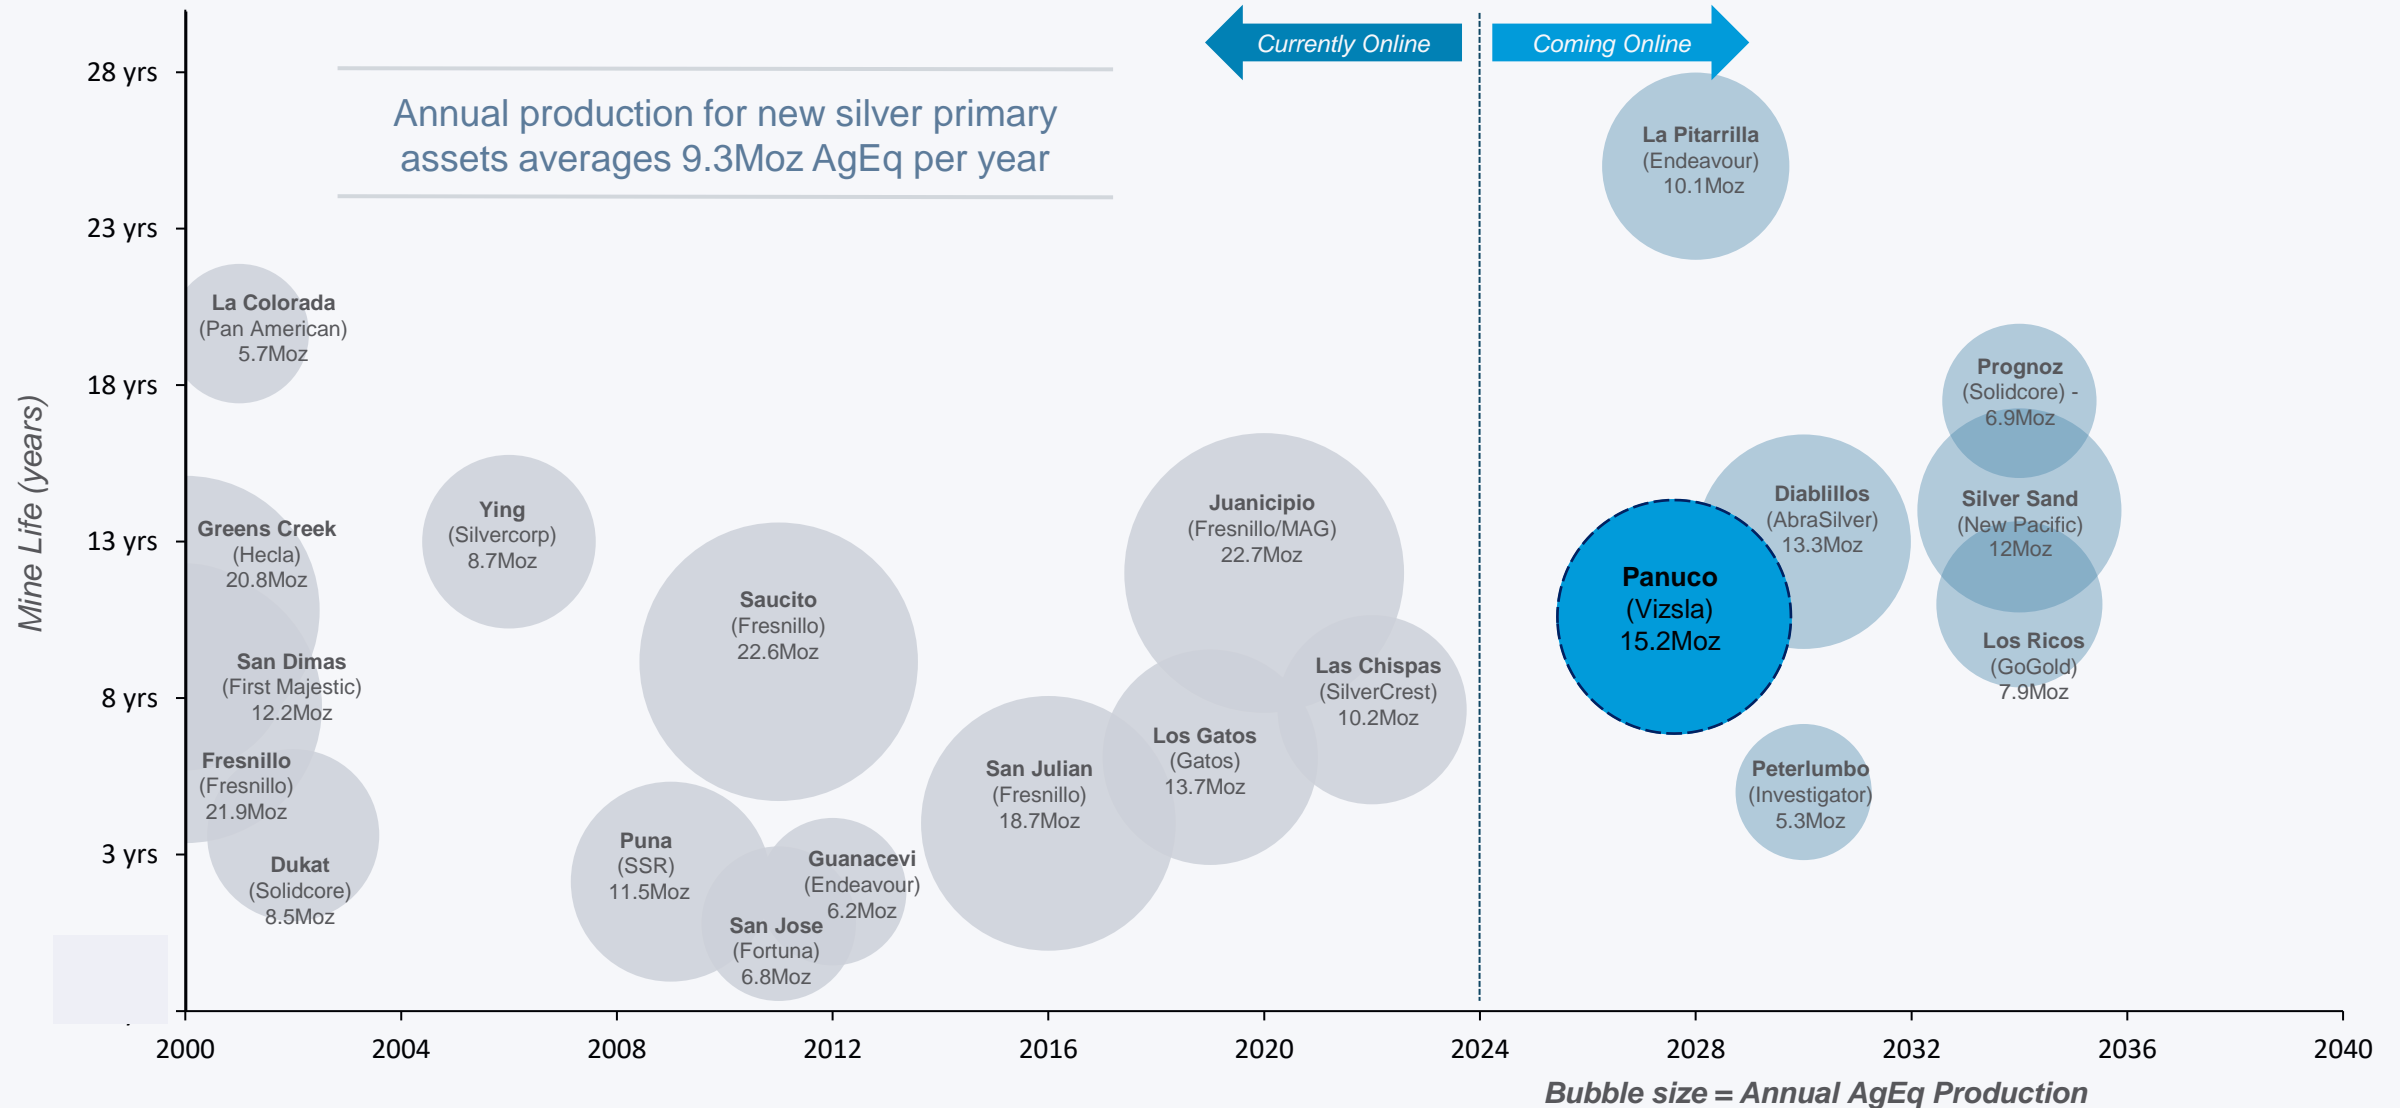 Currently Online
Coming Online
Annual production for new silver primary
assets averages 9.3Moz AgEq per year
28 yrs
23 yrs
18 yrs
13 yrs
8 yrs
3 yrs
Mine Life (years)
La Colorada
(Pan American)
5.7Moz
Greens Creek
(Hecla)
20.8Moz
San Dimas
(First Majestic)
12.2Moz
Fresnillo
(Fresnillo)
21.9Moz
Dukat
(Solidcore)
8.5Moz
Ying
(Silvercorp)
8.7Moz
Saucito
(Fresnillo)
22.6Moz
Puna
(SSR)
11.5Moz
Guanacevi
(Endeavour)
6.2Moz
San Jose
(Fortuna)
6.8Moz
San Julian
(Fresnillo)
18.7Moz
Juanicipio
(Fresnillo/MAG)
22.7Moz
Los Gatos
(Gatos)
13.7Moz
Las Chispas
(SilverCrest)
10.2Moz
La Pitarrilla
(Endeavour)
10.1Moz
Panuco
(Vizsla)
15.2Moz
Diablillos
(AbraSilver)
13.3Moz
Peterlumbo
(Investigator)
5.3Moz
Prognoz
(Solidcore) -
6.9Moz
Silver Sand
(New Pacific)
12Moz
Los Ricos
(GoGold)
7.9Moz
2000
2004
2008
2012
2016
2020
2024
2028
2032
2036
2040
Bubble size = Annual AgEq Production